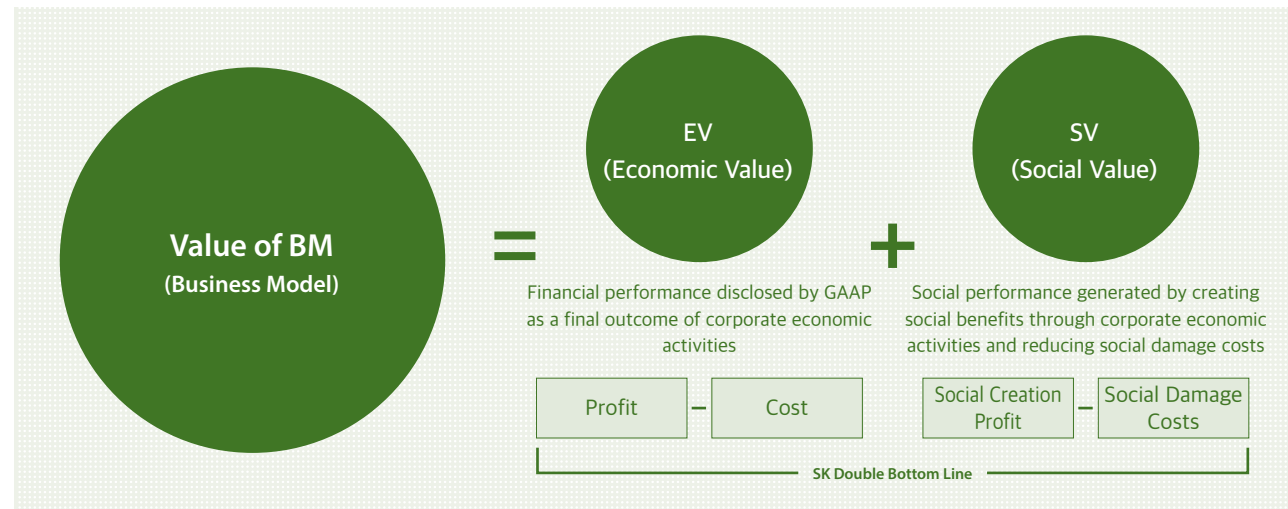 Value of BM
(Business Model)
=
EV
(Economic Value)
Financial performance disclosed by GAAP
as a final outcome of corporate economic
activities
Profit
–
Cost
+
SV
(Social Value)
Social performance generated by creating
social benefits through corporate economic
activities and reducing social damage costs
Social Creation
Profit
–
Social Damage
Costs
SK Double Bottom Line